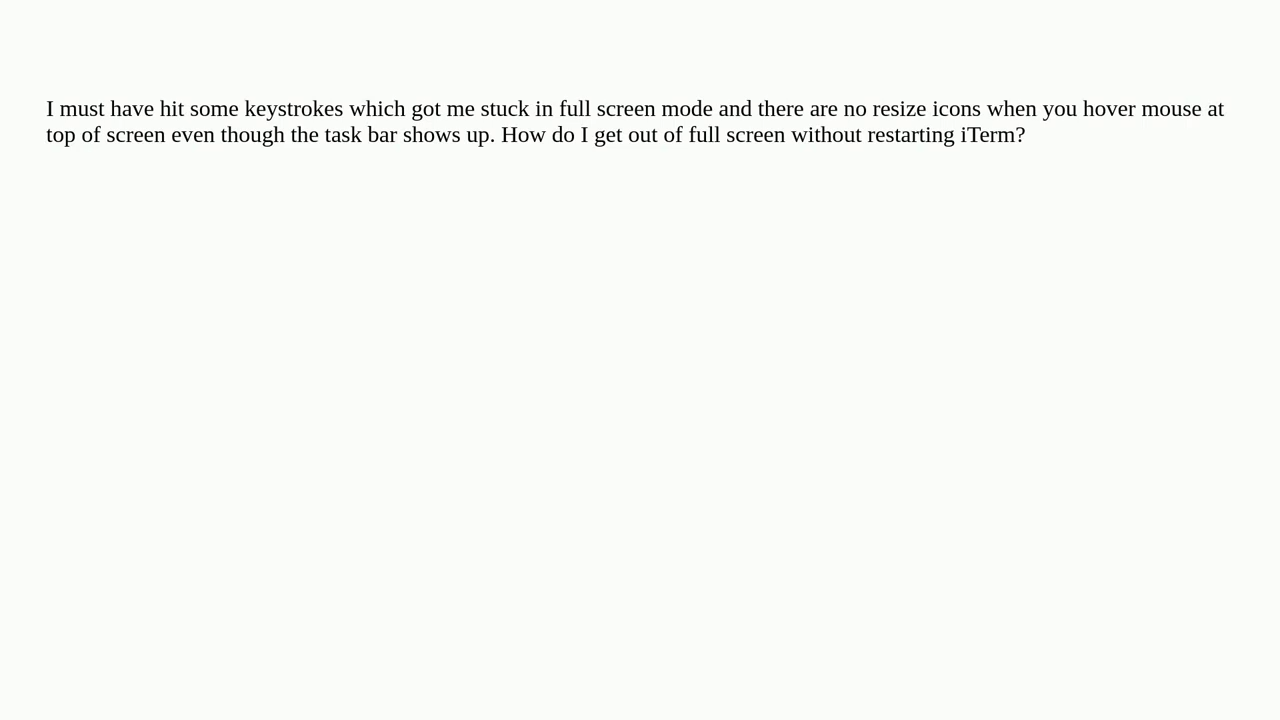 I must have hit some keystrokes which got me stuck in full screen mode and there are no resize icons when you hover mouse at
top of screen even though the task bar shows up. How do I get out of full screen without restarting iTerm?